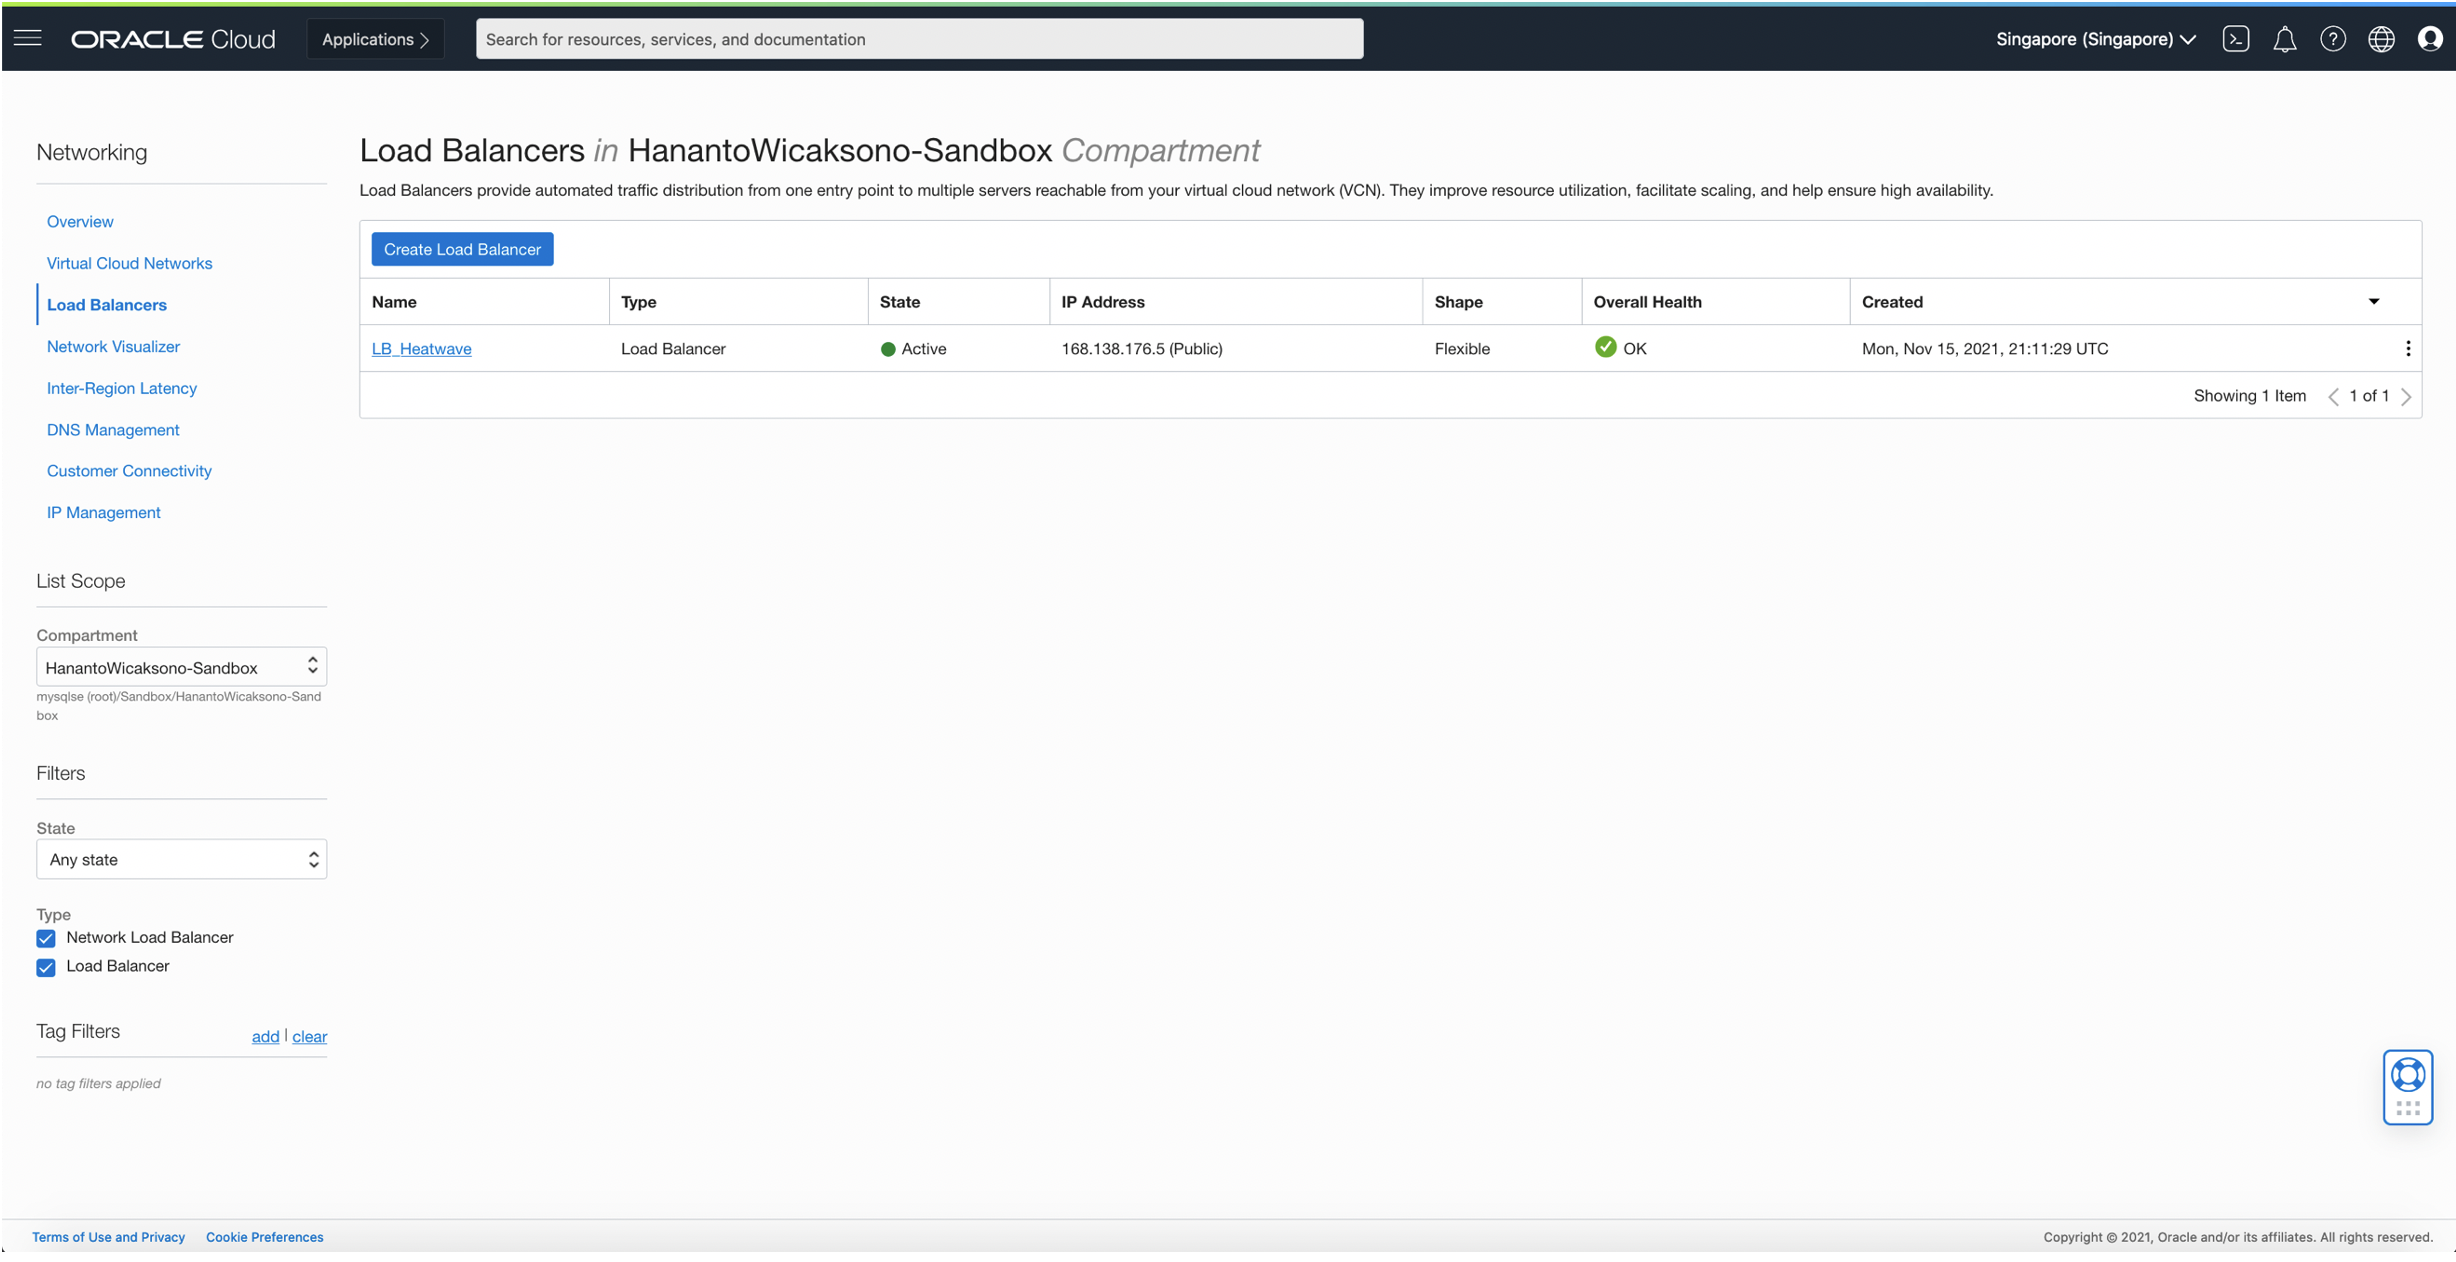 ORACLE Cloud
Applications
Search for resources, services, and documentation
Singapore (Singapore)
Networking
Overview
Virtual Cloud Networks
Load Balancers
Network Visualizer
Inter-Region Latency
DNS Management
Customer Connectivity
IP Management
List Scope
Compartment
HanantoWicaksono-Sandbox
mysqlse (root)/Sandbox/HanantoWicaksono-Sand
box
Filters
State
Any state
Type
Network Load Balancer
Load Balancer
Tag Filters
add | clear
no tag filters applied
Load Balancers in HanantoWicaksono-Sandbox Compartment
Load Balancers provide automated traffic distribution from one entry point to multiple servers reachable from your virtual cloud network (VCN). They improve resource utilization, facilitate scaling, and help ensure high availability.
Create Load Balancer
Name Type State IP Address Shape Overall Health Created
LB_Heatwave Load Balancer Active 168.138.176.5 (Public) Flexible OK Mon, Nov 15, 2021, 21:11:29 UTC
Showing 1 Item 1 of 1
Terms of Use and Privacy Cookie Preferences
Copyright © 2021, Oracle and/or its affiliates. All rights reserved.